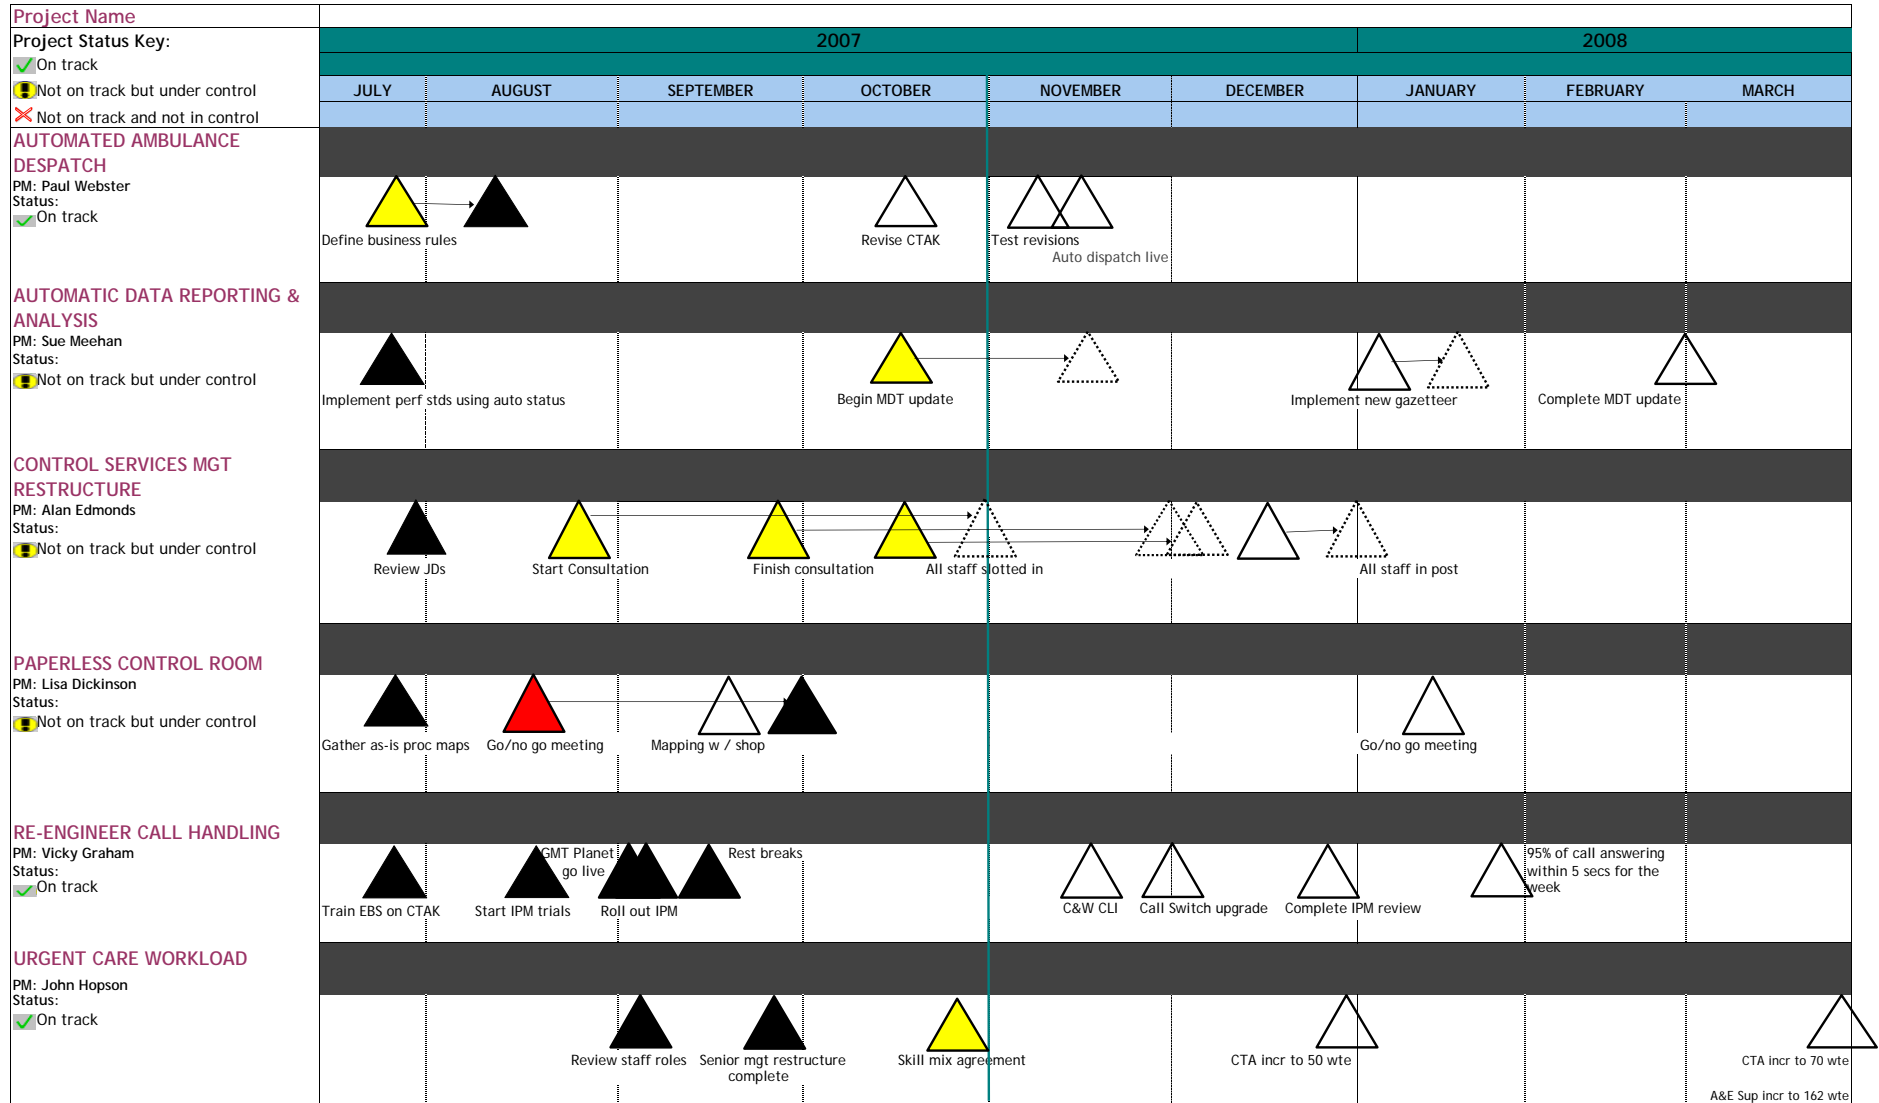 Project Name
Project Status Key:
On track
Not on track but under control
Not on track and not in control
2007
2008
JULY
AUGUST
SEPTEMBER
OCTOBER
NOVEMBER
DECEMBER
JANUARY
FEBRUARY
MARCH
AUTOMATED AMBULANCE
DESPATCH
PM: Paul Webster
Status:
On track
Define business rules
Revise CTAK
Test revisions
Auto dispatch live
AUTOMATIC DATA REPORTING &
ANALYSIS
PM: Sue Meehan
Status:
Not on track but under control
Implement perf stds using auto status
Begin MDT update
Implement new gazetteer
Complete MDT update
CONTROL SERVICES MGT
RESTRUCTURE
PM: Alan Edmonds
Status:
Not on track but under control
Review JDs
Start Consultation
Finish consultation
All staff slotted in
All staff in post
PAPERLESS CONTROL ROOM
PM: Lisa Dickinson
Status:
Not on track but under control
Gather as-is proc maps
Go/no go meeting
Mapping w / shop
Go/no go meeting
RE-ENGINEER CALL HANDLING
PM: Vicky Graham
Status:
On track
GMT Planet
go live
Rest breaks
95% of call answering
within 5 secs for the
week
Train EBS on CTAK
Start IPM trials
Roll out IPM
C&W CLI
Call Switch upgrade
Complete IPM review
URGENT CARE WORKLOAD
PM: John Hopson
Status:
On track
Review staff roles
Senior mgt restructure
complete
Skill mix agreement
CTA incr to 50 wte
CTA incr to 70 wte
A&E Sup incr to 162 wte